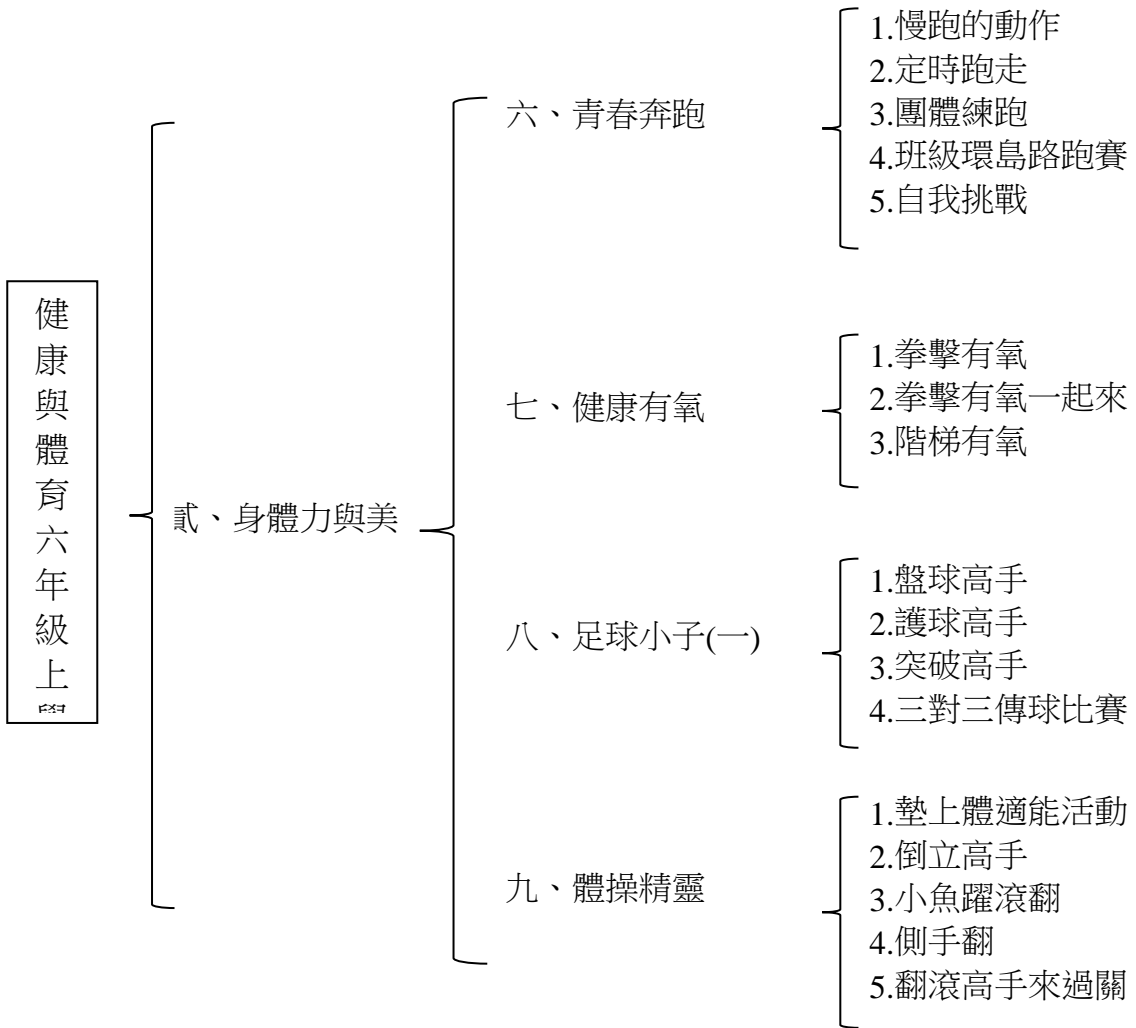 健康與體育六年級上
貳、身體力與美
六、青春奔跑
1.慢跑的動作
2.定時跑走
3.團體練跑
4.班級環島路跑賽
5.自我挑戰
七、健康有氧
1.拳擊有氧
2.拳擊有氧一起來
3.階梯有氧
八、足球小子(一)
1.盤球高手
2.護球高手
3.突破高手
4.三對三傳球比賽
九、體操精靈
1.墊上體適能活動
2.倒立高手
3.小魚躍滾翻
4.側手翻
5.翻滾高手來過關